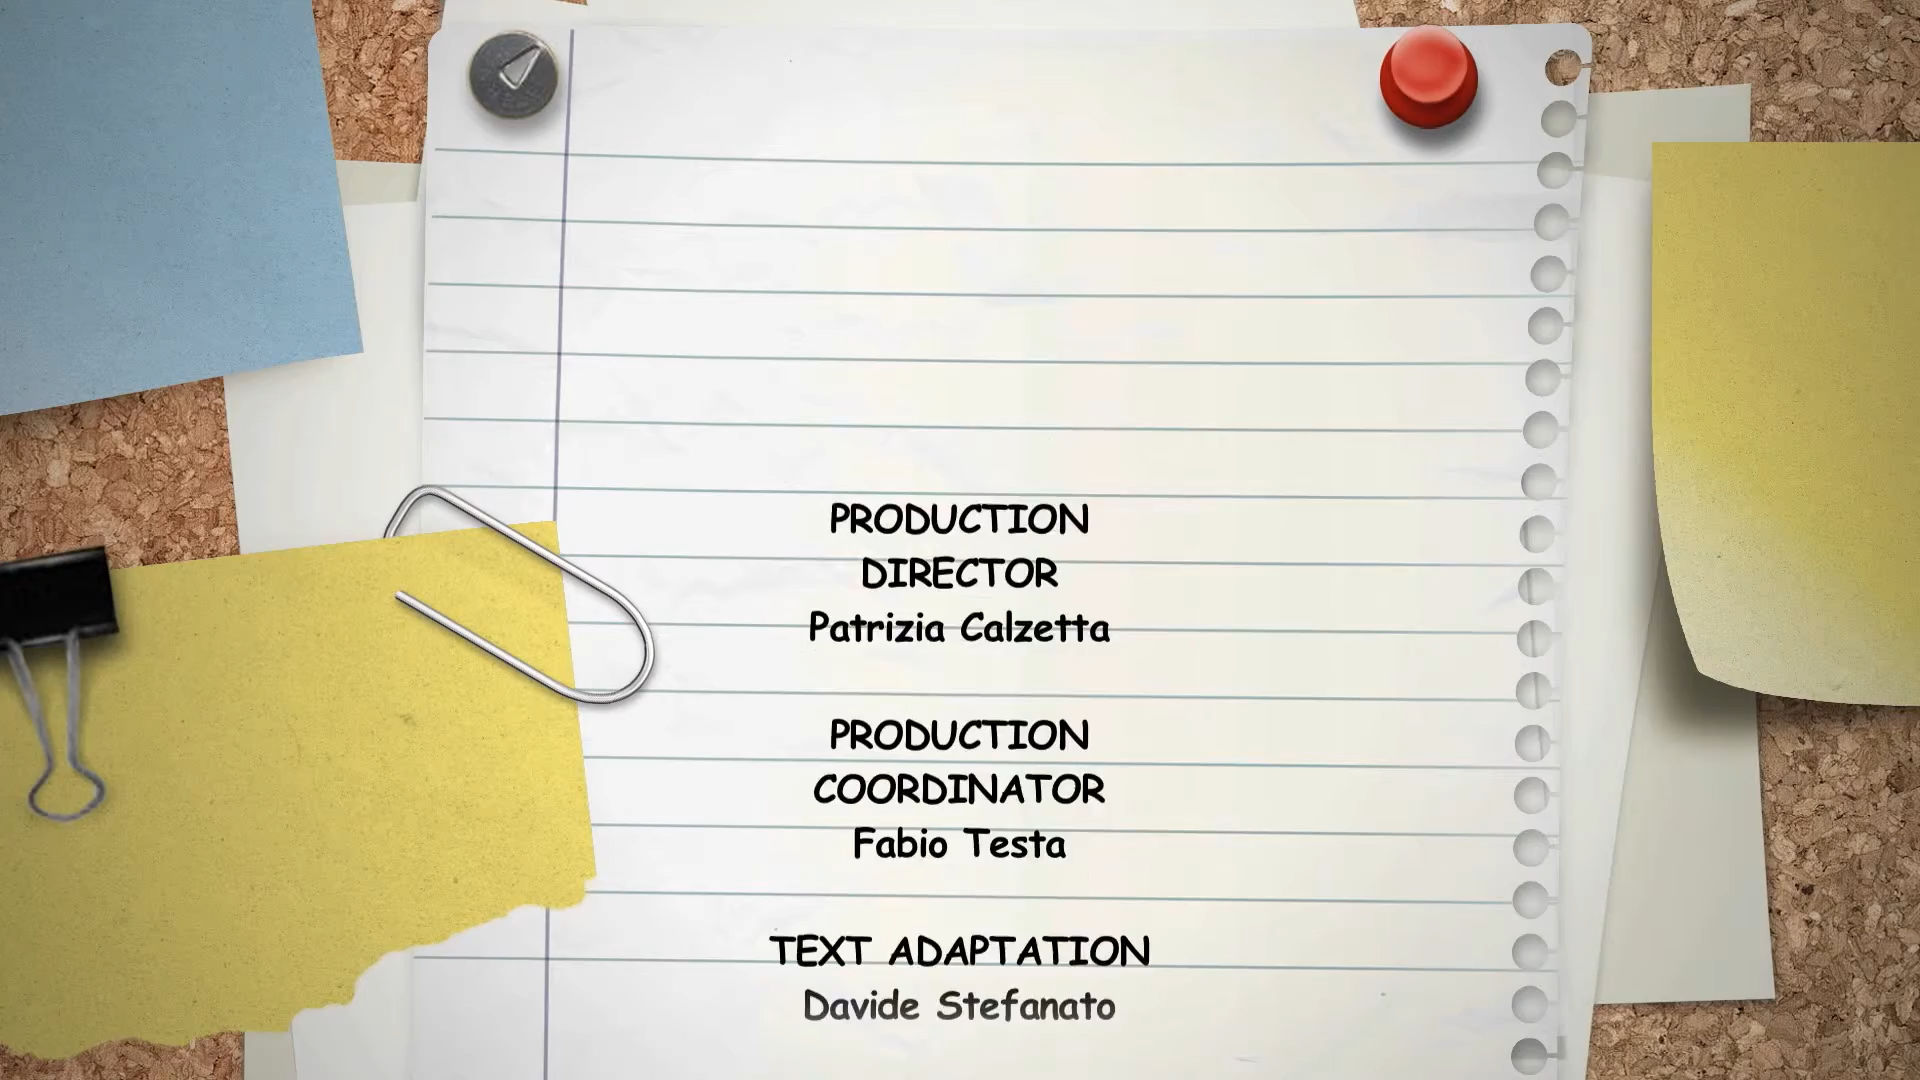 PRODUCTION
DIRECTOR
Patrizia Calzetta
PRODUCTION
COORDINATOR
Fabio Testa
TEXT ADAPTATION
Davide Stefanato